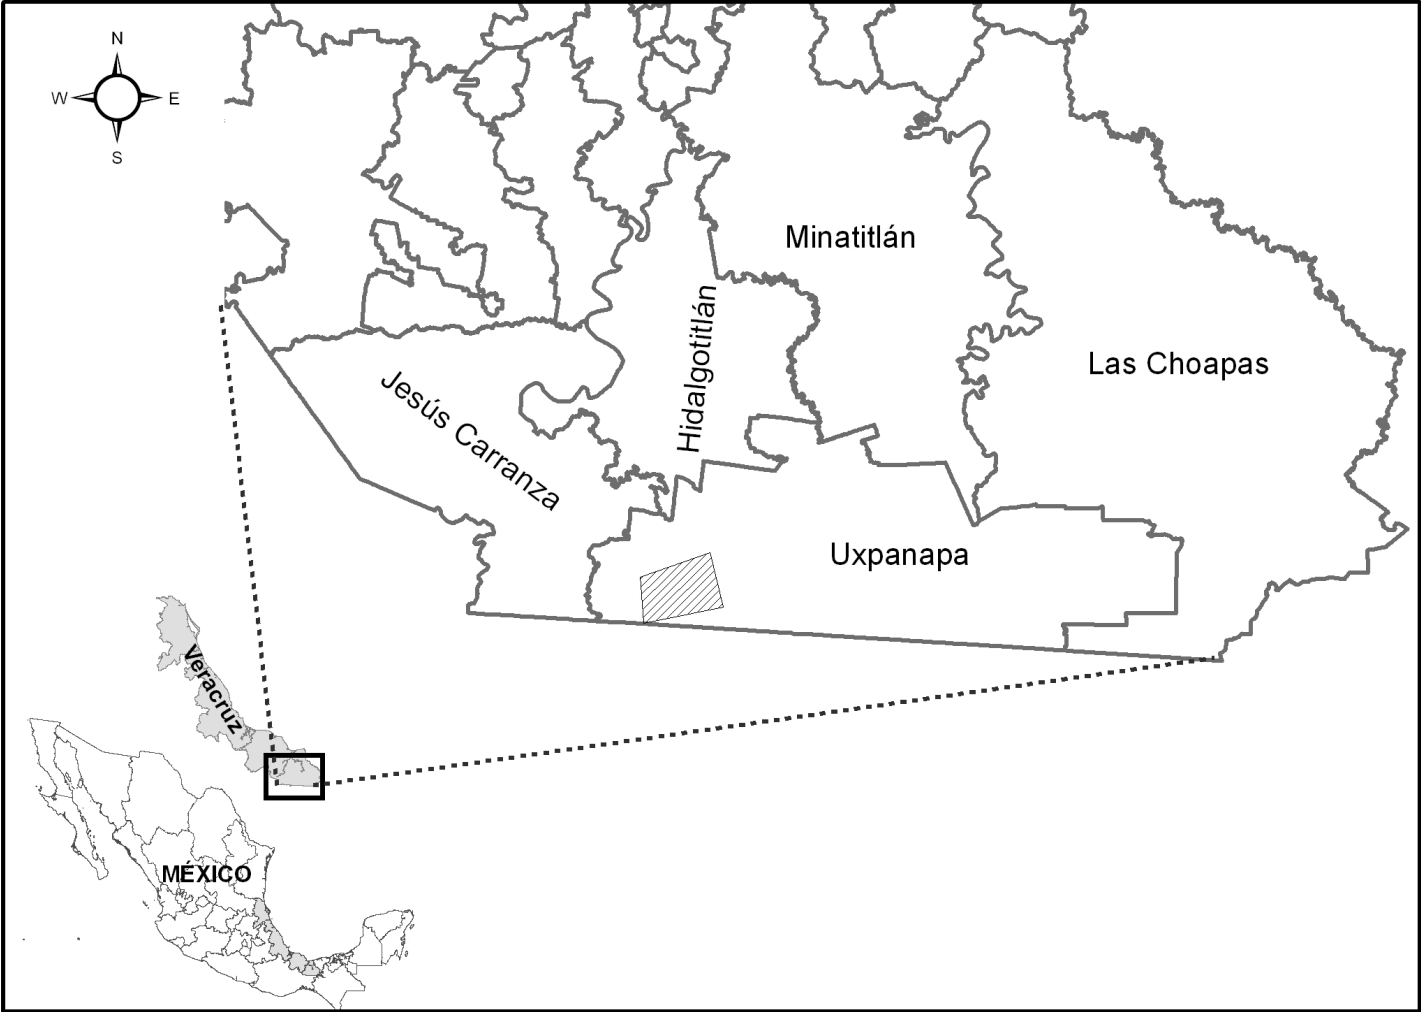 N
W E
S
Minatitlán
Hidalgotitlán
Las Choapas
Jesús Carranza
Uxpanapa
Veracruz
MÉXICO